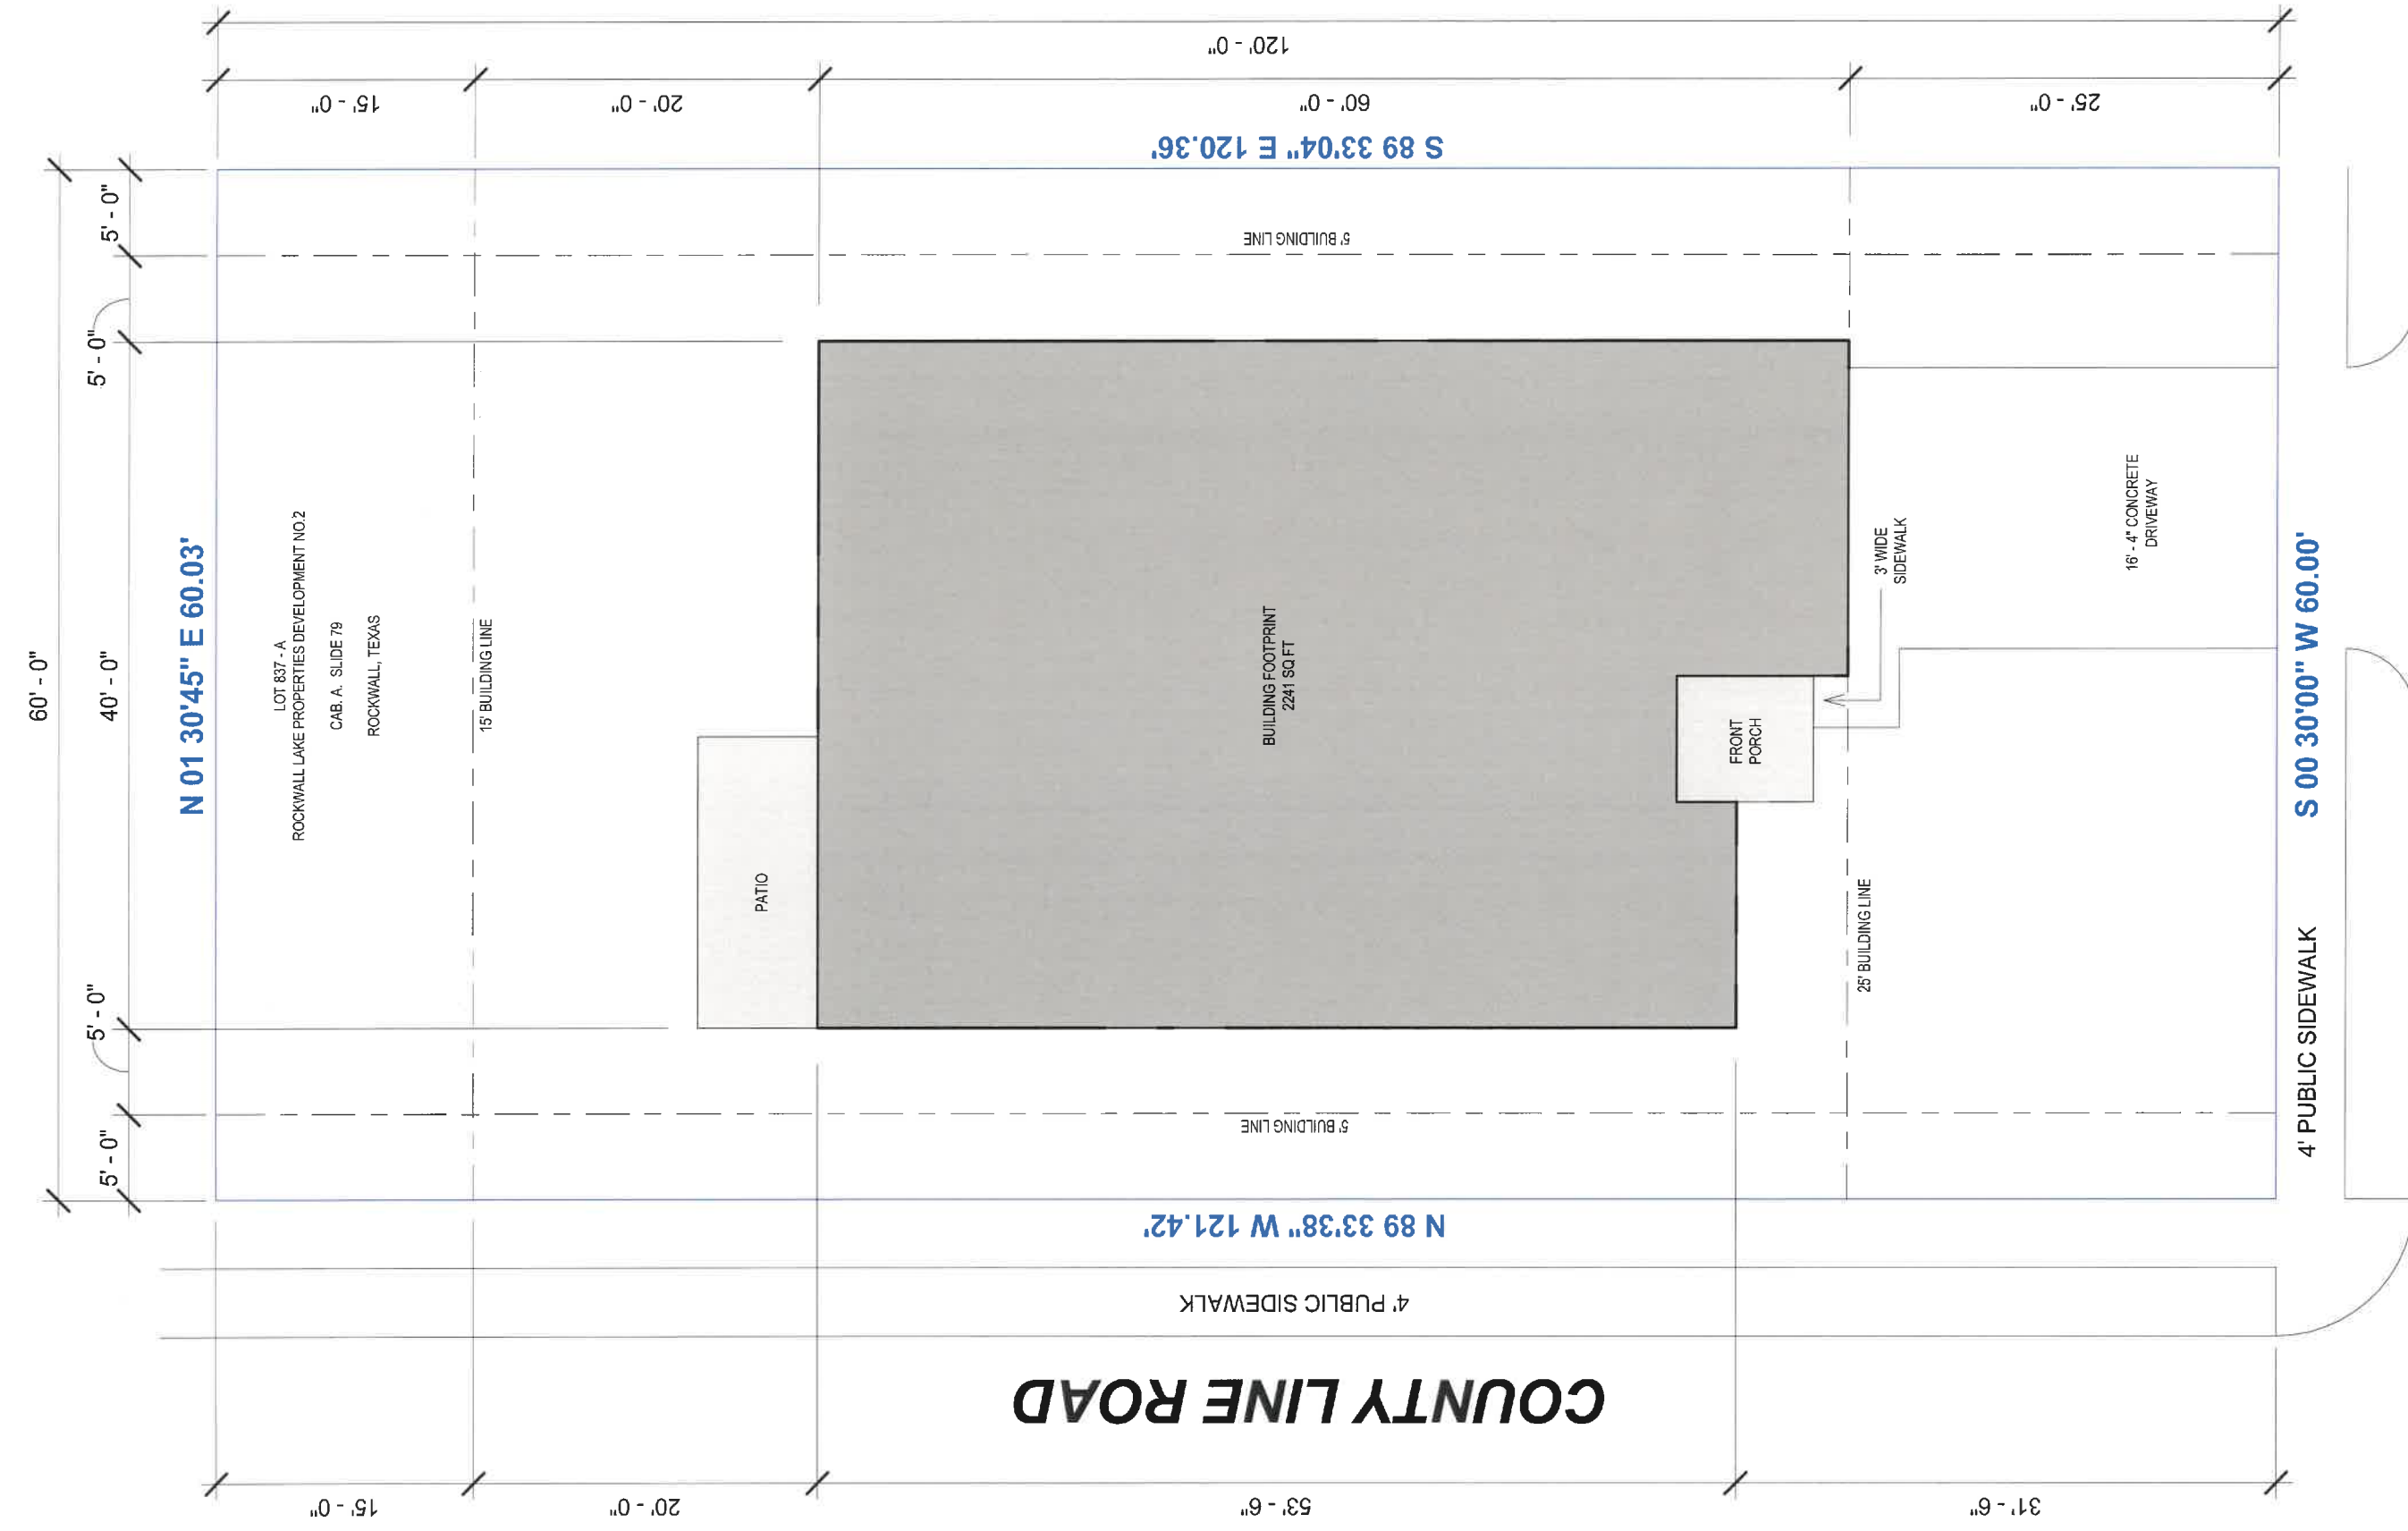 120' - 0"
15' - 0"
20' - 0"
60' - 0"
25' - 0"
S 89 33'04" E 120.36'
60' - 0"
5' - 0"
5' - 0"
40' - 0"
5' - 0"
5' - 0"
N 01 30'45" E 60.03'
LOT 837 - A
ROCKWALL LAKE PROPERTIES DEVELOPMENT NO.2
CAB. A. SLIDE 79
ROCKWALL, TEXAS
15' BUILDING LINE
5' BUILDING LINE
PATIO
BUILDING FOOTPRINT
2241 SQ FT
FRONT
PORCH
3' WIDE
SIDEWALK
16' - 4" CONCRETE
DRIVEWAY
25' BUILDING LINE
5' BUILDING LINE
S 00 30'00" W 60.00'
4' PUBLIC SIDEWALK
N 89 33'38" W 121.42'
4' PUBLIC SIDEWALK
COUNTY LINE ROAD
15' - 0"
20' - 0"
53' - 6"
31' - 6"